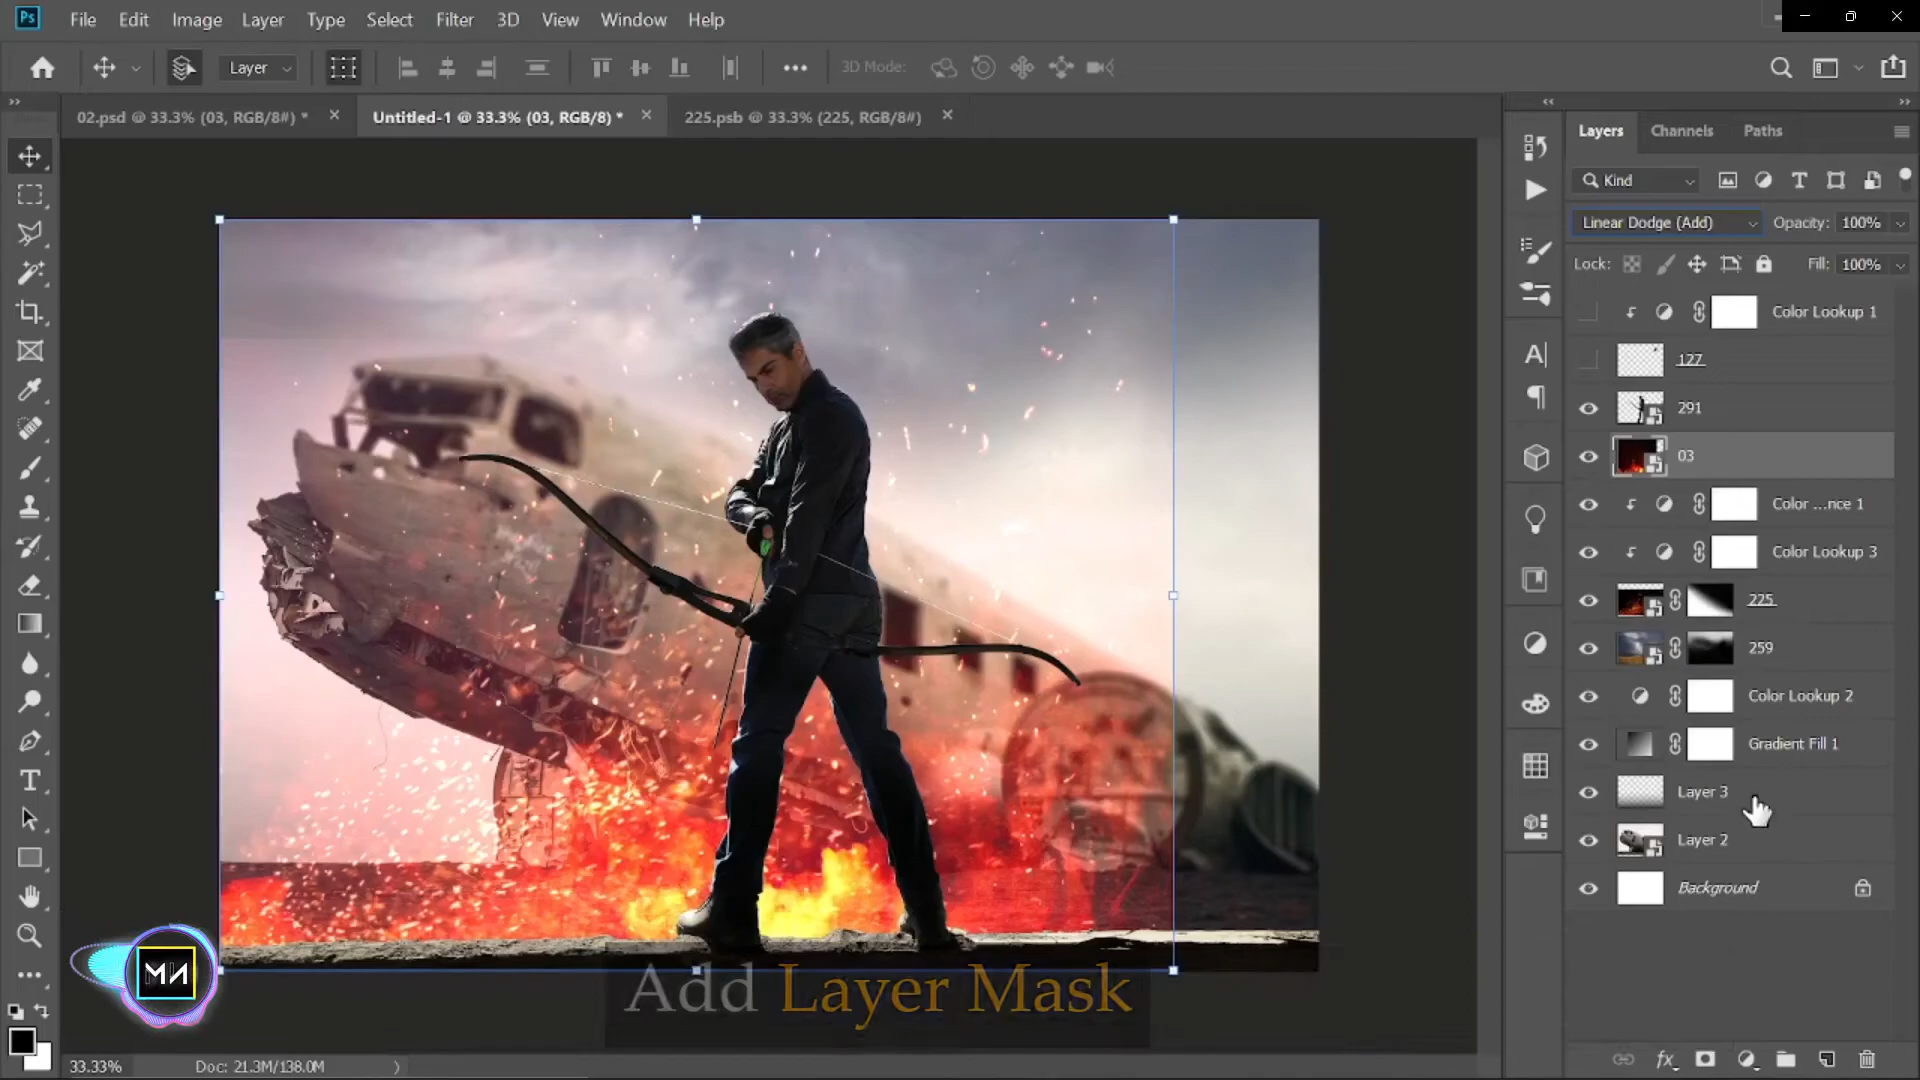 Ps File Edit Image Layer Type Select Filter 3D View Window Help
Layer 3D Mode:
02.psd @ 33.3% (03, RGB/8#) * Untitled-1 @ 33.3% (03, RGB/8) * 225.psb @ 33.3% (225, RGB/8#)
Layers Channels Paths
Kind
Linear Dodge (Add) Opacity: 100%
Lock: Fill: 100%
Color Lookup 1
127
291
03
Color ...nce 1
Color Lookup 3
225
259
Color Lookup 2
Gradient Fill 1
Layer 3
Layer 2
Background
Add Layer Mask
33.33% Doc: 21.3M/138.0M
fx